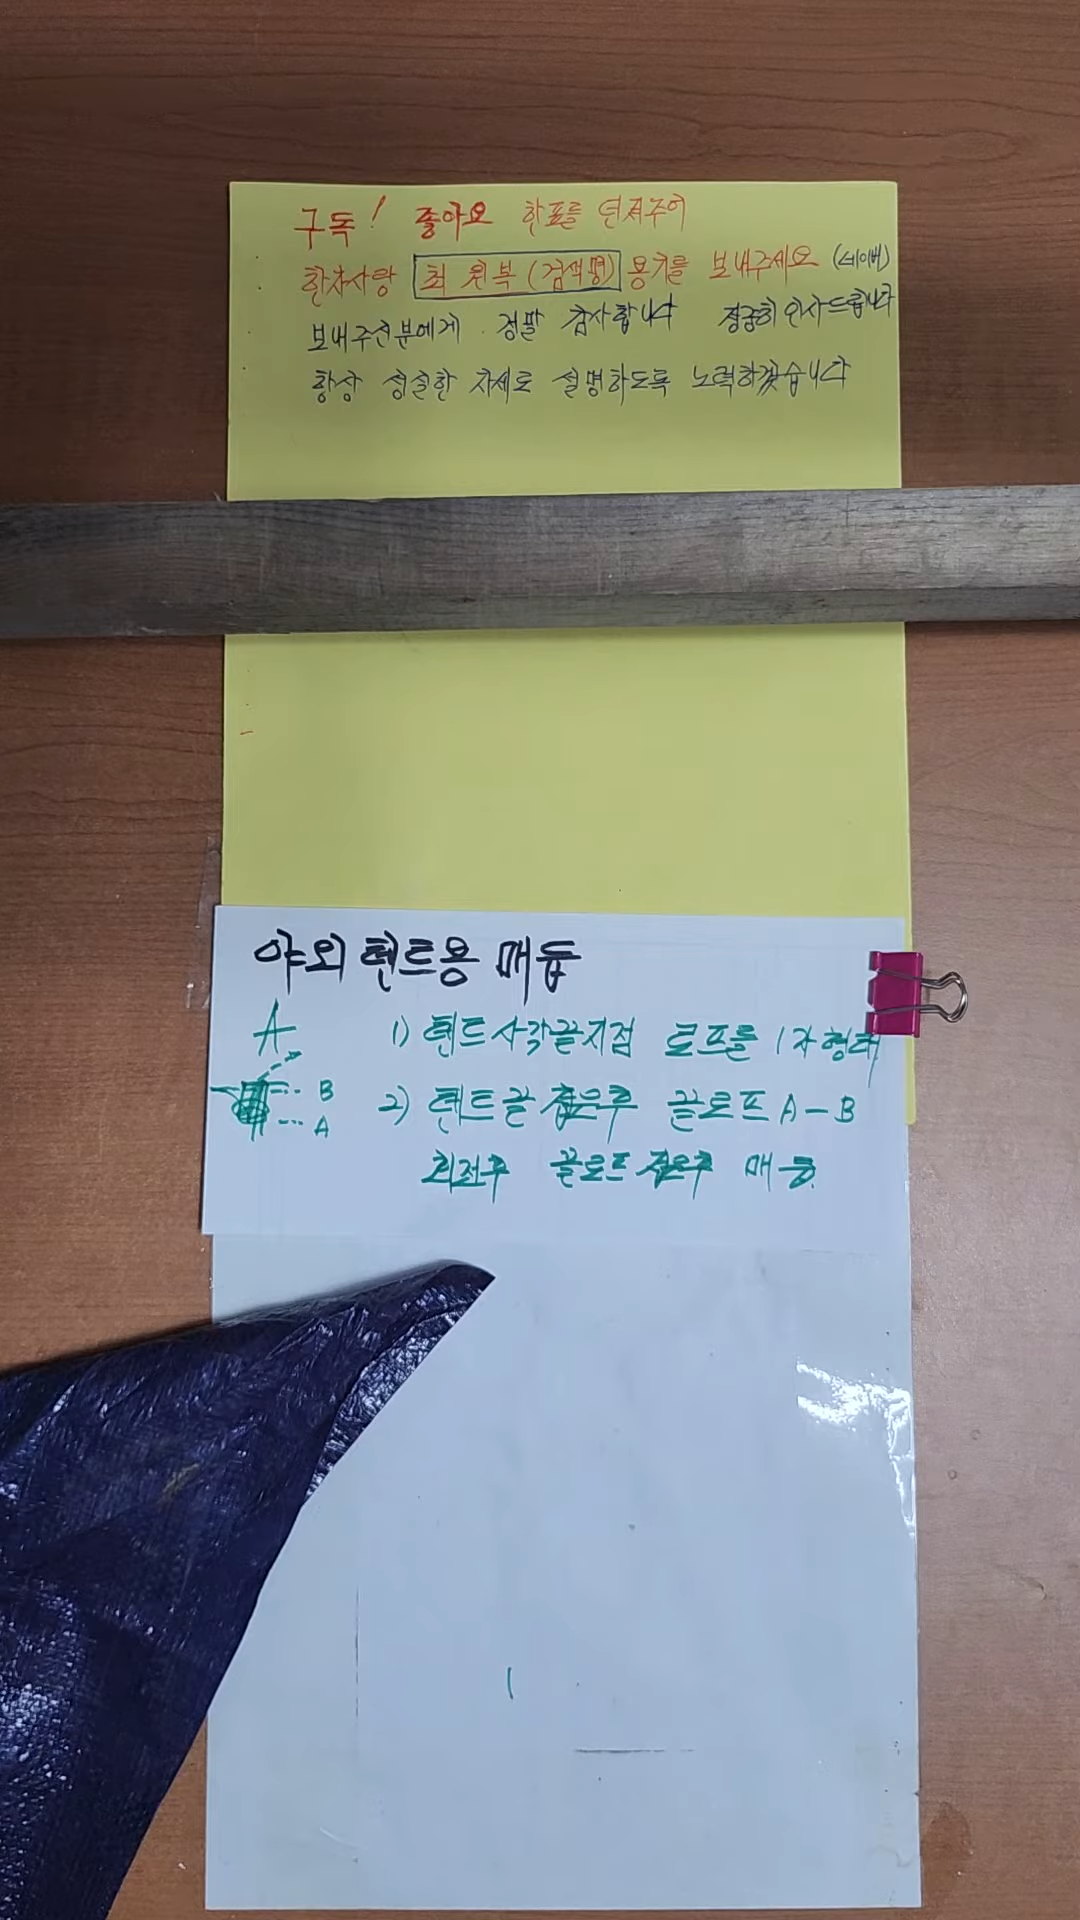 구독! 좋아요 한표를 던져주어
한자사랑 최원복 (검색명) 용기를 보내주세요 (네이버)
보내주신분에게 정말 감사합니다 정중히 인사드립니다
항상 성실한 자세로 설명하도록 노력하겠습니다
야외 텐트용 매듭
A
1) 텐트 사각끝지점 로프를 1자형태
B
2) 텐트끝 접은후 끝로프 A-B
A
회전후 끝로프 접은후 매듭